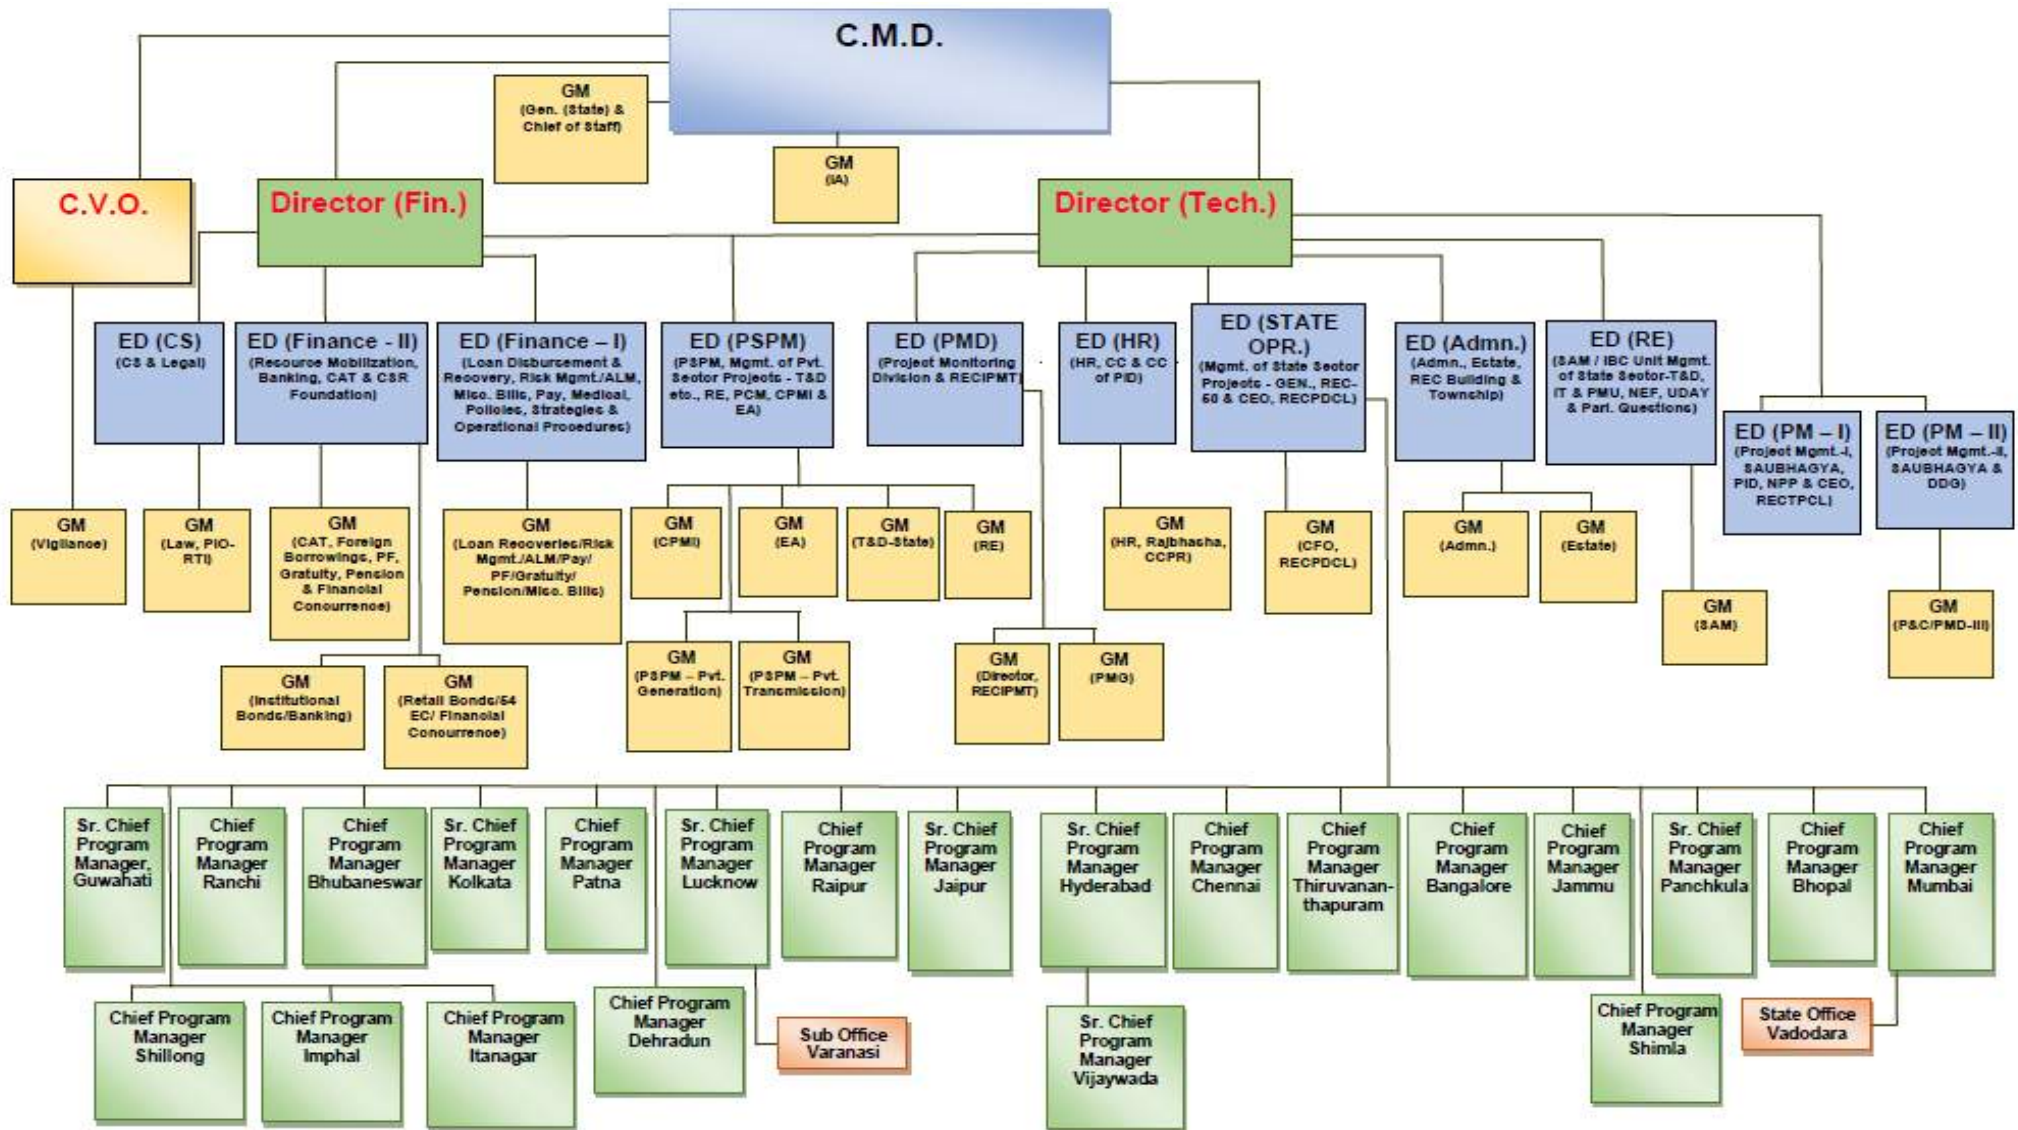 C.M.D.
GM
(Gen. (State) &
Chief of Staff)
GM
(IA)
C.V.O.
Director (Fin.)
Director (Tech.)
ED (CS)
(CS & Legal)
ED (Finance - II)
(Resource Mobilization,
Banking, CAT & CSR
Foundation)
ED (Finance – I)
(Loan Disbursement &
Recovery, Risk Mgmt./ALM,
Misc. Bills, Pay, Medical,
Policies, Strategies &
Operational Procedures)
ED (PSPM)
(PSPM, Mgmt. of Pvt.
Sector Projects - T&D
etc., RE, PCM, CPMI &
EA)
ED (PMD)
(Project Monitoring
Division & RECIPMT)
ED (HR)
(HR, CC & CC
of PID)
ED (STATE
OPR.)
(Mgmt. of State Sector
Projects - GEN., REC-
50 & CEO, RECPDCL)
ED (Admn.)
(Admn., Estate,
REC Building &
Township)
ED (RE)
(SAM / IBC Unit Mgmt.
of State Sector-T&D,
IT & PMU, NEF, UDAY
& Parl. Questions)
ED (PM – I)
(Project Mgmt.-I,
SAUBHAGYA,
PID, NPP & CEO,
RECTPCL)
ED (PM – II)
(Project Mgmt.-II,
SAUBHAGYA &
DDG)
GM
(Vigilance)
GM
(Law, PIO-
RTI)
GM
(CAT, Foreign
Borrowings, PF,
Gratuity, Pension
& Financial
Concurrence)
GM
(Loan Recoveries/Risk
Mgmt./ALM/Pay/
PF/Gratuity/
Pension/Misc. Bills)
GM
(CPMI)
GM
(EA)
GM
(T&D-State)
GM
(RE)
GM
(HR, Rajbhasha,
CCPR)
GM
(CFO,
RECPDCL)
GM
(Admn.)
GM
(Estate)
GM
(SAM)
GM
(P&C/PMD-III)
GM
(Institutional
Bonds/Banking)
GM
(Retail Bonds/54
EC/ Financial
Concurrence)
GM
(PSPM – Pvt.
Generation)
GM
(PSPM – Pvt.
Transmission)
GM
(Director,
RECIPMT)
GM
(PMG)
Sr. Chief
Program
Manager,
Guwahati
Chief
Program
Manager
Ranchi
Chief
Program
Manager
Bhubaneswar
Sr. Chief
Program
Manager
Kolkata
Chief
Program
Manager
Patna
Sr. Chief
Program
Manager
Lucknow
Chief
Program
Manager
Raipur
Sr. Chief
Program
Manager
Jaipur
Sr. Chief
Program
Manager
Hyderabad
Chief
Program
Manager
Chennai
Chief
Program
Manager
Thiruvanan-
thapuram
Chief
Program
Manager
Bangalore
Chief
Program
Manager
Jammu
Sr. Chief
Program
Manager
Panchkula
Chief
Program
Manager
Bhopal
Chief
Program
Manager
Mumbai
Chief Program
Manager
Shillong
Chief Program
Manager
Imphal
Chief Program
Manager
Itanagar
Chief Program
Manager
Dehradun
Sub Office
Varanasi
Sr. Chief
Program
Manager
Vijaywada
Chief Program
Manager
Shimla
State Office
Vadodara